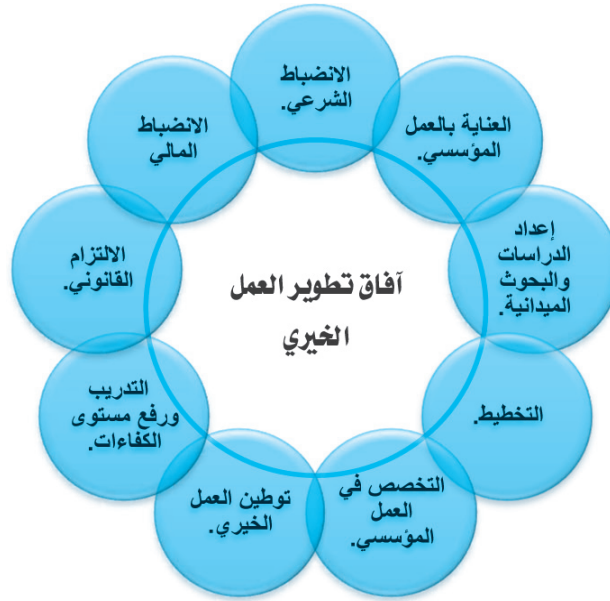 آفاق تطوير العمل
الخيري
الانضباط
الشرعي.
العناية بالعمل
المؤسسي.
إعداد
الدراسات
والبحوث
الميدانية.
التخطيط.
التخصص في
العمل
المؤسسي.
توطين العمل
الخيري.
التدريب
ورفع مستوى
الكفاءات.
الالتزام
القانوني.
الانضباط
المالي